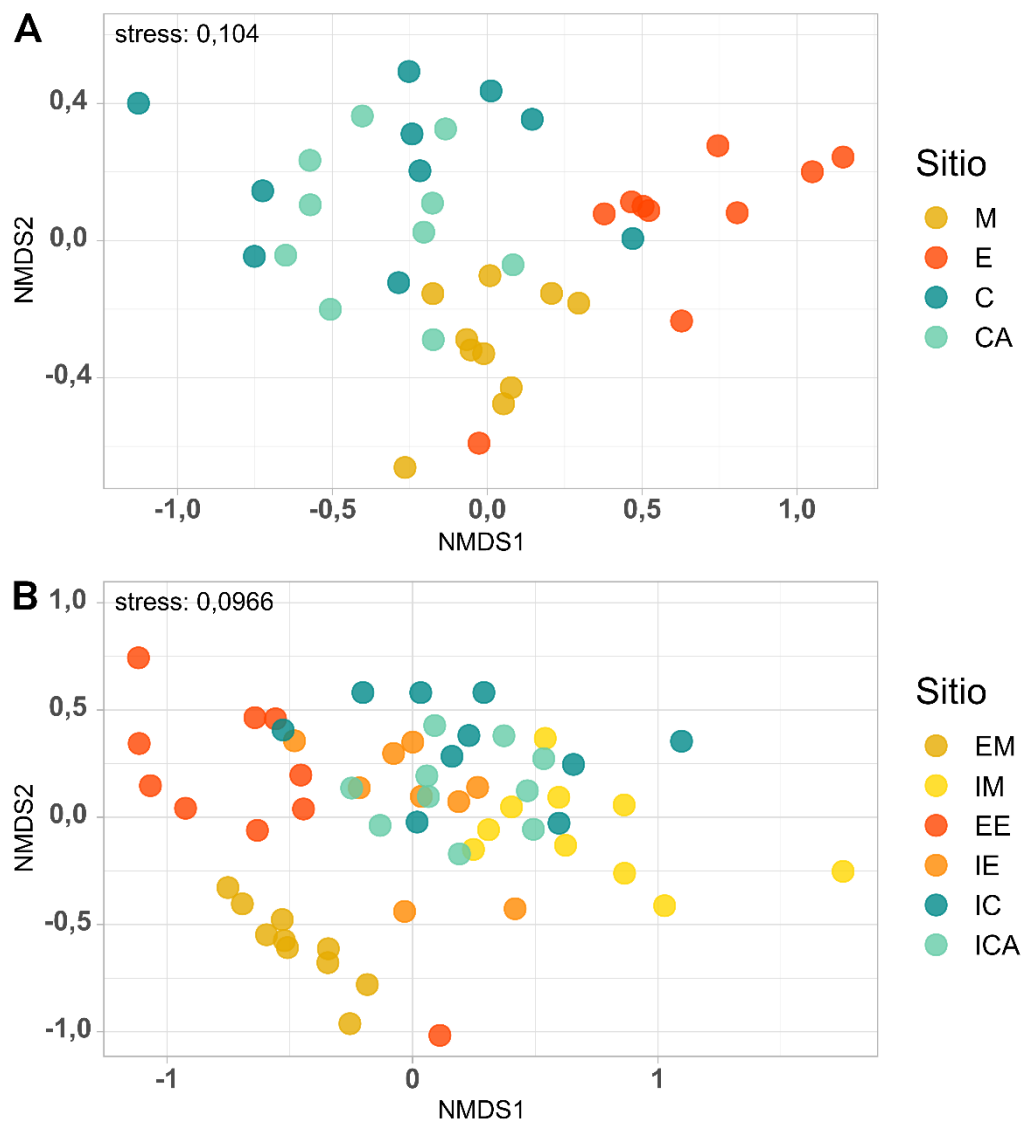 A
stress: 0,104
0,4
0,0
-0,4
NMDS2
-1,0 -0,5 0,0 0,5 1,0
NMDS1
Sitio
M
E
C
CA
B
stress: 0,0966
1,0
0,5
0,0
-0,5
-1,0
NMDS2
-1 0 1
NMDS1
Sitio
EM
IM
EE
IE
IC
ICA